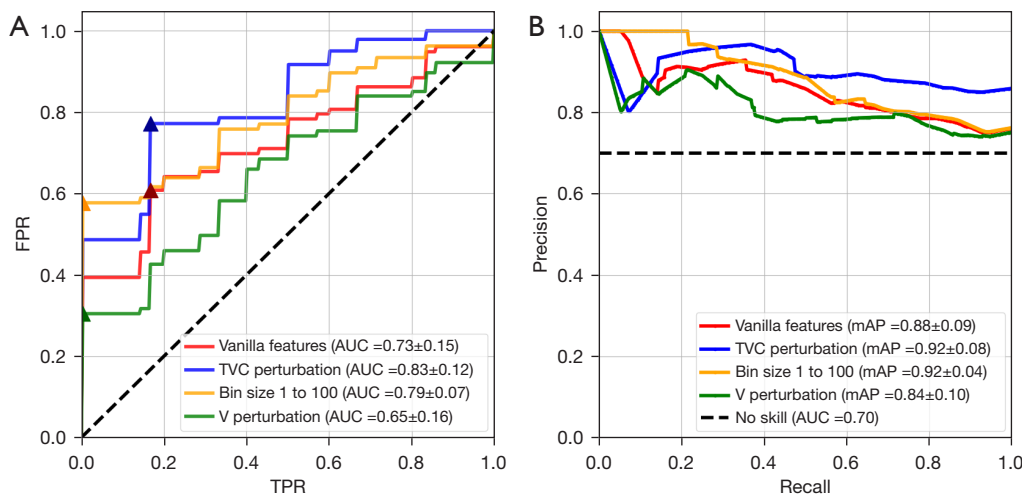 A
1.0
0.8
0.6
0.4
0.2
0.0
FPR
Vanilla features (AUC =0.73±0.15)
TVC perturbation (AUC =0.83±0.12)
Bin size 1 to 100 (AUC =0.79±0.07)
V perturbation (AUC =0.65±0.16)
0.0 0.2 0.4 0.6 0.8 1.0
TPR
B
1.0
0.8
0.6
0.4
0.2
0.0
Precision
Vanilla features (mAP =0.88±0.09)
TVC perturbation (mAP =0.92±0.08)
Bin size 1 to 100 (mAP =0.92±0.04)
V perturbation (mAP =0.84±0.10)
No skill (AUC =0.70)
0.0 0.2 0.4 0.6 0.8 1.0
Recall